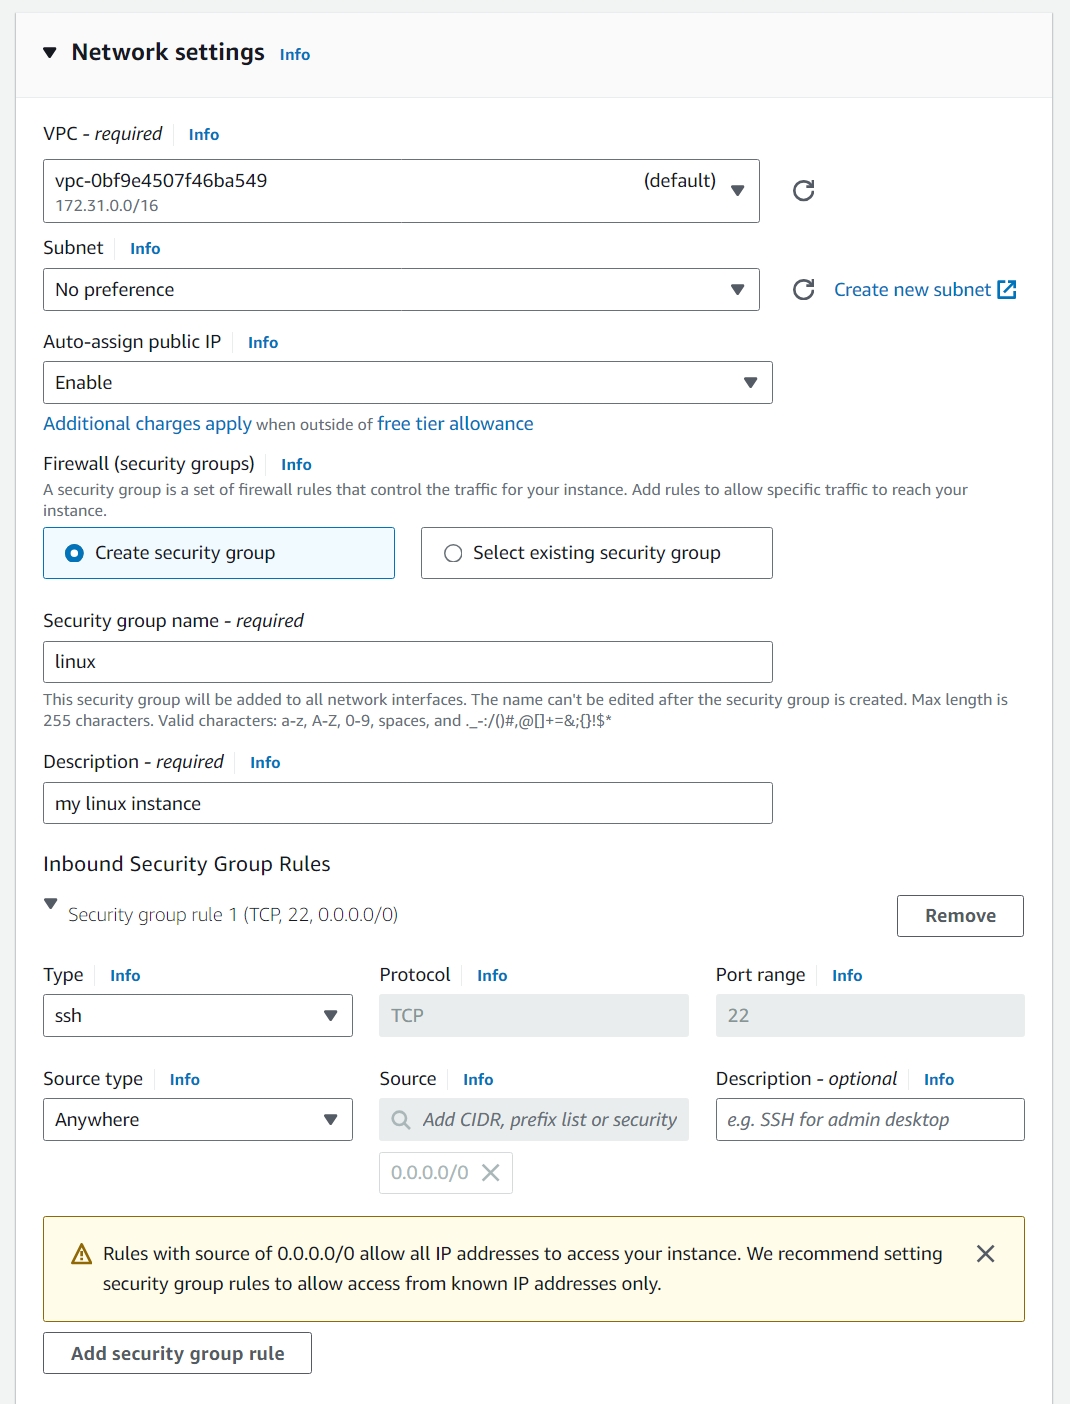 Network settings Info
VPC - required Info
vpc-0bf9e4507f46ba549 (default)
172.31.0.0/16
Subnet Info
No preference
Create new subnet
Auto-assign public IP Info
Enable
Additional charges apply when outside of free tier allowance
Firewall (security groups) Info
A security group is a set of firewall rules that control the traffic for your instance. Add rules to allow specific traffic to reach your
instance.
Create security group
Select existing security group
Security group name - required
linux
This security group will be added to all network interfaces. The name can't be edited after the security group is created. Max length is
255 characters. Valid characters: a-z, A-Z, 0-9, spaces, and ._-:/()#,@[]+=&;{}!$*
Description - required Info
my linux instance
Inbound Security Group Rules
Security group rule 1 (TCP, 22, 0.0.0.0/0)
Remove
Type Info Protocol Info Port range Info
ssh TCP 22
Source type Info Source Info Description - optional Info
Anywhere Add CIDR, prefix list or security e.g. SSH for admin desktop
0.0.0.0/0
Rules with source of 0.0.0.0/0 allow all IP addresses to access your instance. We recommend setting
security group rules to allow access from known IP addresses only.
Add security group rule